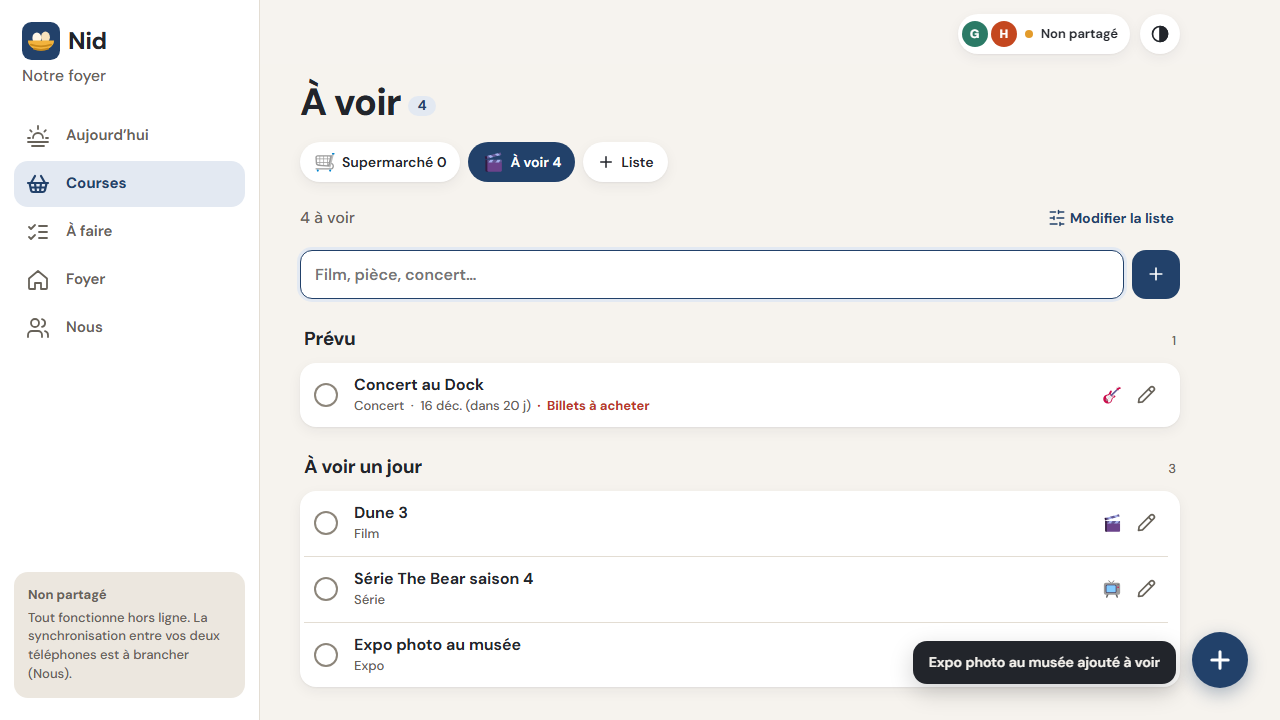 Nid
Notre foyer
Aujourd'hui
Courses
À faire
Foyer
Nous
Non partagé
Tout fonctionne hors ligne. La
synchronisation entre vos deux
téléphones est à brancher
(Nous).
G H Non partagé
À voir 4
Supermarché 0
À voir 4
Liste
4 à voir
Modifier la liste
Film, pièce, concert…
Prévu 1
Concert au Dock
Concert · 16 déc. (dans 20 j) · Billets à acheter
À voir un jour 3
Dune 3
Film
Série The Bear saison 4
Série
Expo photo au musée
Expo
Expo photo au musée ajouté à voir